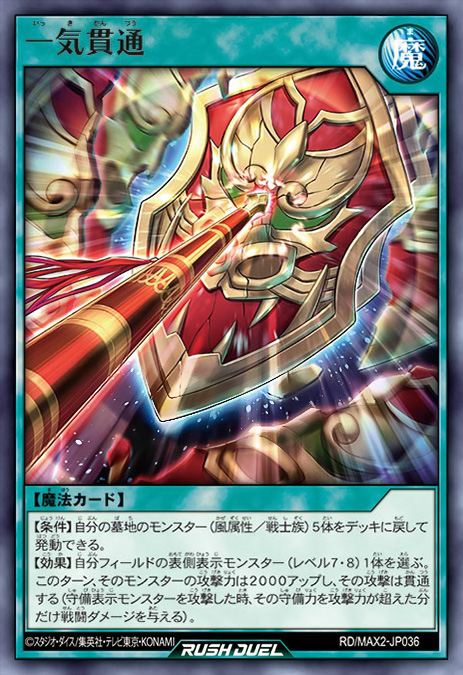 いっきかんつう
一気貫通
ま
魔
【魔法カード】
【条件】自分の墓地のモンスター（風属性／戦士族）５体をデッキに戻して
発動できる。
【効果】自分フィールドの表側表示モンスター（レベル７・８）１体を選ぶ。
このターン、そのモンスターの攻撃力は２０００アップし、その攻撃は貫通
する（守備表示モンスターを攻撃した時、その守備力を攻撃力が超えた分
だけ戦闘ダメージを与える）。
©スタジオ・ダイス/集英社・テレビ東京・KONAMI
RUSH DUEL
RD/MAX2-JP036